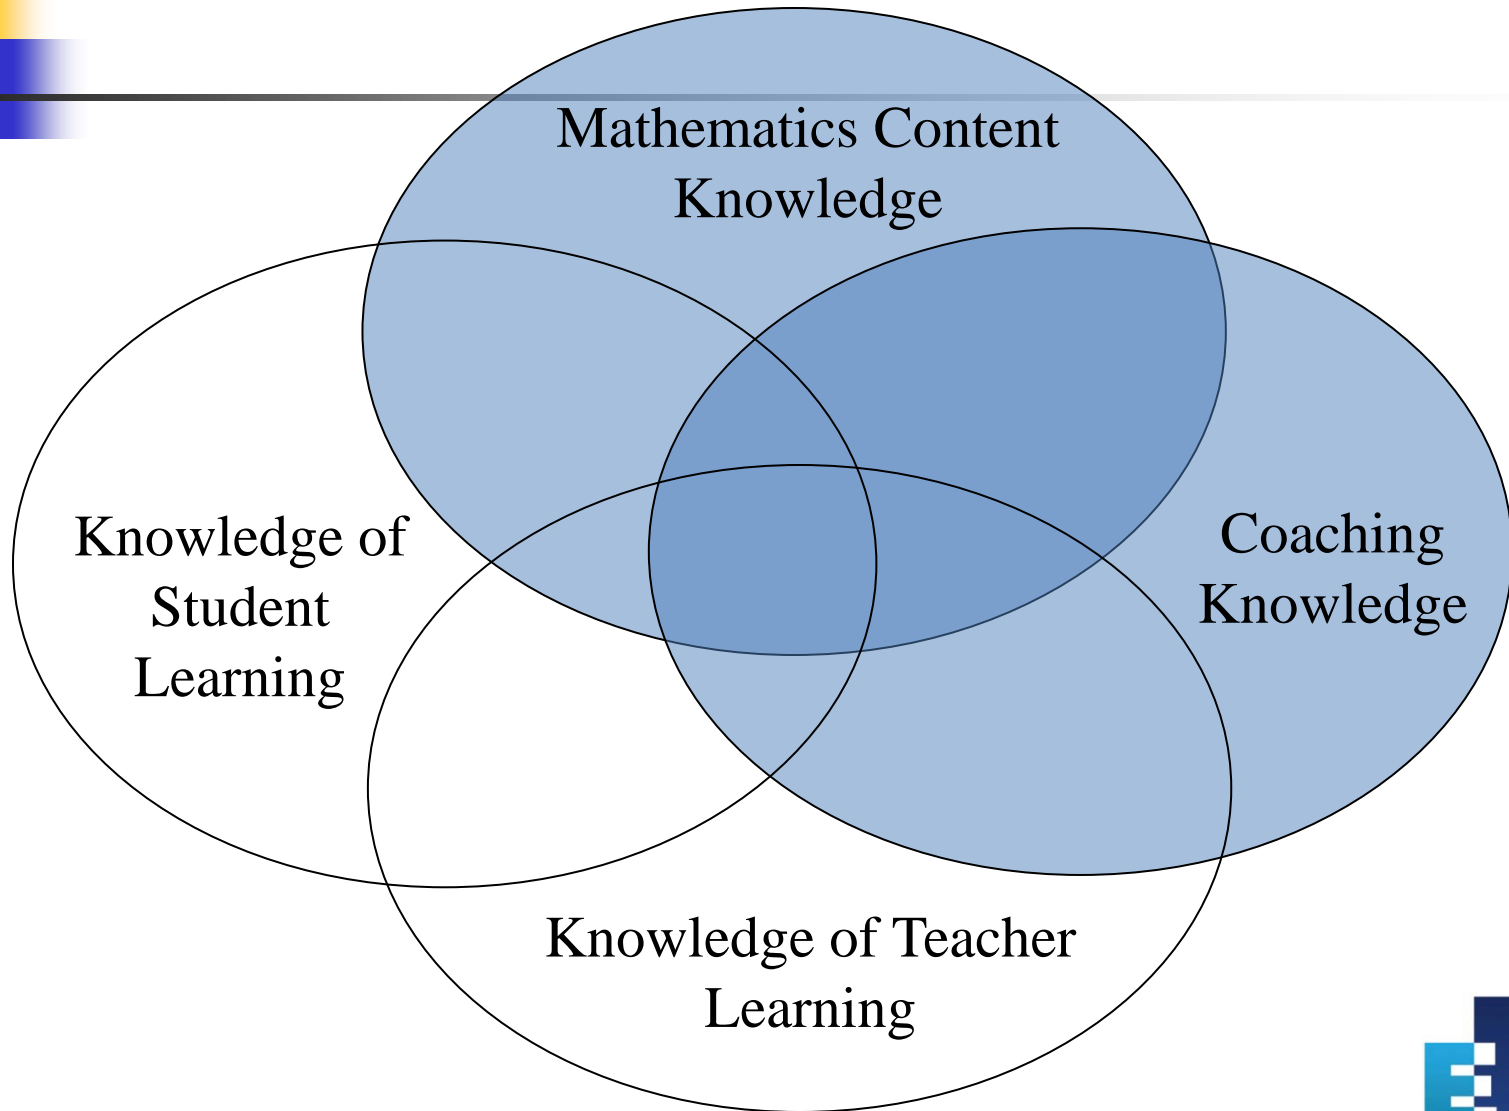 Mathematics Content
Knowledge
Knowledge of
Student
Learning
Coaching
Knowledge
Knowledge of Teacher
Learning